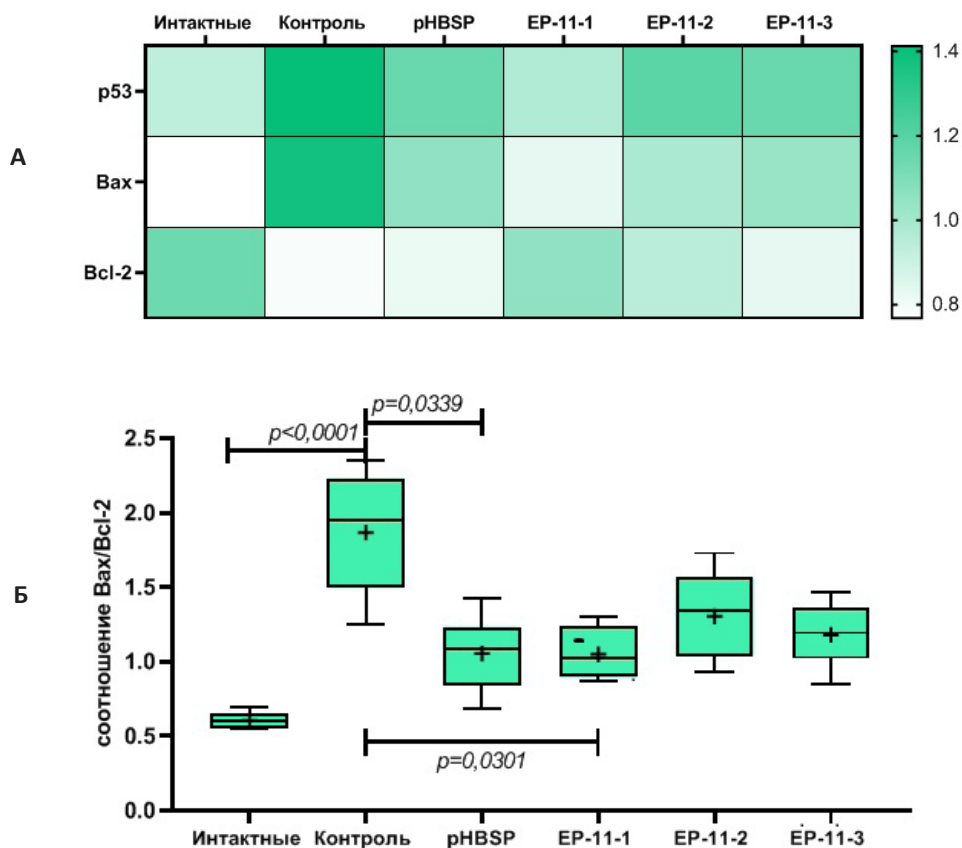 Интактные Контроль pHBSP EP-11-1 EP-11-2 EP-11-3
А
p53
Bax
Bcl-2
1.4
1.2
1.0
0.8
Б
соотношение Bax/Bcl-2
2.5
2.0
1.5
1.0
0.5
0.0
p=0,0339
p<0,0001
p=0,0301
Интактные Контроль pHBSP EP-11-1 EP-11-2 EP-11-3